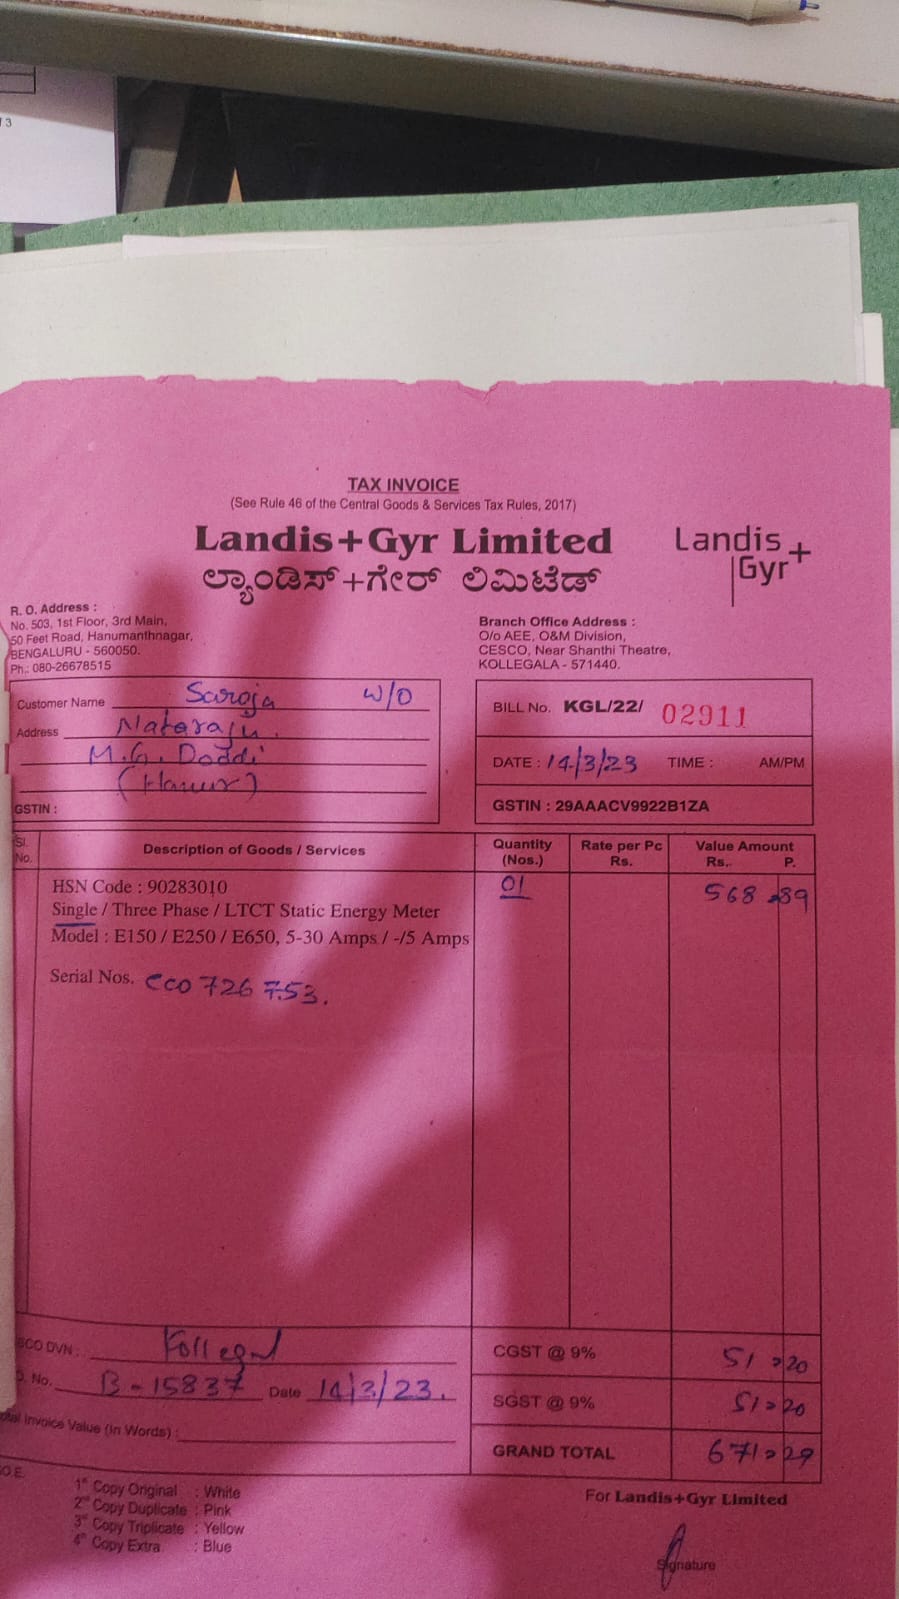 TAX INVOICE
(See Rule 46 of the Central Goods & Services Tax Rules, 2017)
Landis+Gyr Limited
ಲ್ಯಾಂಡಿಸ್+ಗೇರ್ ಲಿಮಿಟೆಡ್
Landis+
Gyr
R. O. Address :
No. 503, 1st Floor, 3rd Main,
50 Feet Road, Hanumanthnagar,
BENGALURU - 560050.
Ph.: 080-26678515
Branch Office Address :
O/o AEE, O&M Division,
CESCO, Near Shanthi Theatre,
KOLLEGALA - 571440.
Customer Name Saroja W/O
Address Nataraju.
M.G. Doddi
(Hanur)
GSTIN :
BILL No. KGL/22/ 02911
DATE : 14/3/23 TIME : AM/PM
GSTIN : 29AAACV9922B1ZA
Sl. No. Description of Goods / Services Quantity (Nos.) Rate per Pc Rs. Value Amount Rs. P.
HSN Code : 90283010 01 568.89
Single / Three Phase / LTCT Static Energy Meter
Model : E150 / E250 / E650, 5-30 Amps / -/5 Amps
Serial Nos. CC0 726 753.
DVN : Kollegal
CGST @ 9% 51.20
No. B-15837 Date 14/3/23.
SGST @ 9% 51.20
Invoice Value (In Words) :
GRAND TOTAL 671.29
1st Copy Original : White
2nd Copy Duplicate : Pink
3rd Copy Triplicate : Yellow
4th Copy Extra : Blue
For Landis+Gyr Limited
Signature